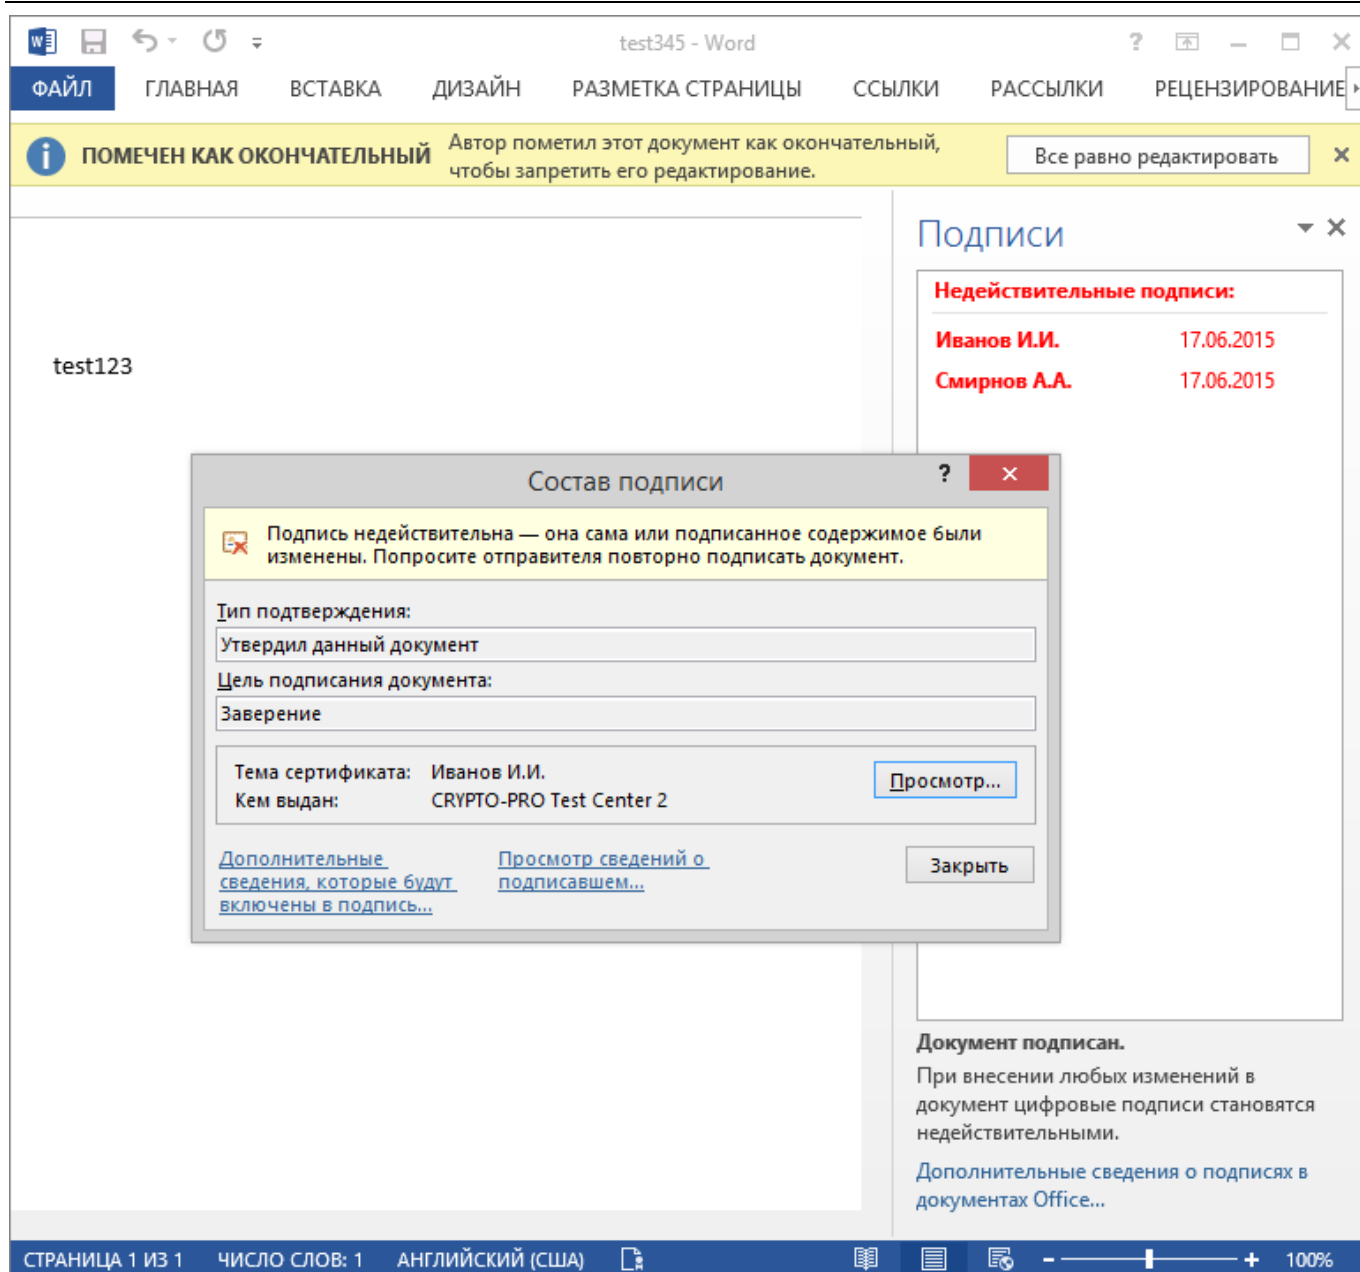 test345 - Word
ФАЙЛ ГЛАВНАЯ ВСТАВКА ДИЗАЙН РАЗМЕТКА СТРАНИЦЫ ССЫЛКИ РАССЫЛКИ РЕЦЕНЗИРОВАНИЕ
ПОМЕЧЕН КАК ОКОНЧАТЕЛЬНЫЙ
Автор пометил этот документ как окончательный,
чтобы запретить его редактирование.
Все равно редактировать
test123
Подписи
Недействительные подписи:
Иванов И.И. 17.06.2015
Смирнов А.А. 17.06.2015
Состав подписи
Подпись недействительна — она сама или подписанное содержимое были
изменены. Попросите отправителя повторно подписать документ.
Тип подтверждения:
Утвердил данный документ
Цель подписания документа:
Заверение
Тема сертификата: Иванов И.И.
Кем выдан: CRYPTO-PRO Test Center 2
Просмотр...
Дополнительные
сведения, которые будут
включены в подпись...
Просмотр сведений о
подписавшем...
Закрыть
Документ подписан.
При внесении любых изменений в
документ цифровые подписи становятся
недействительными.
Дополнительные сведения о подписях в
документах Office...
СТРАНИЦА 1 ИЗ 1 ЧИСЛО СЛОВ: 1 АНГЛИЙСКИЙ (США) 100%